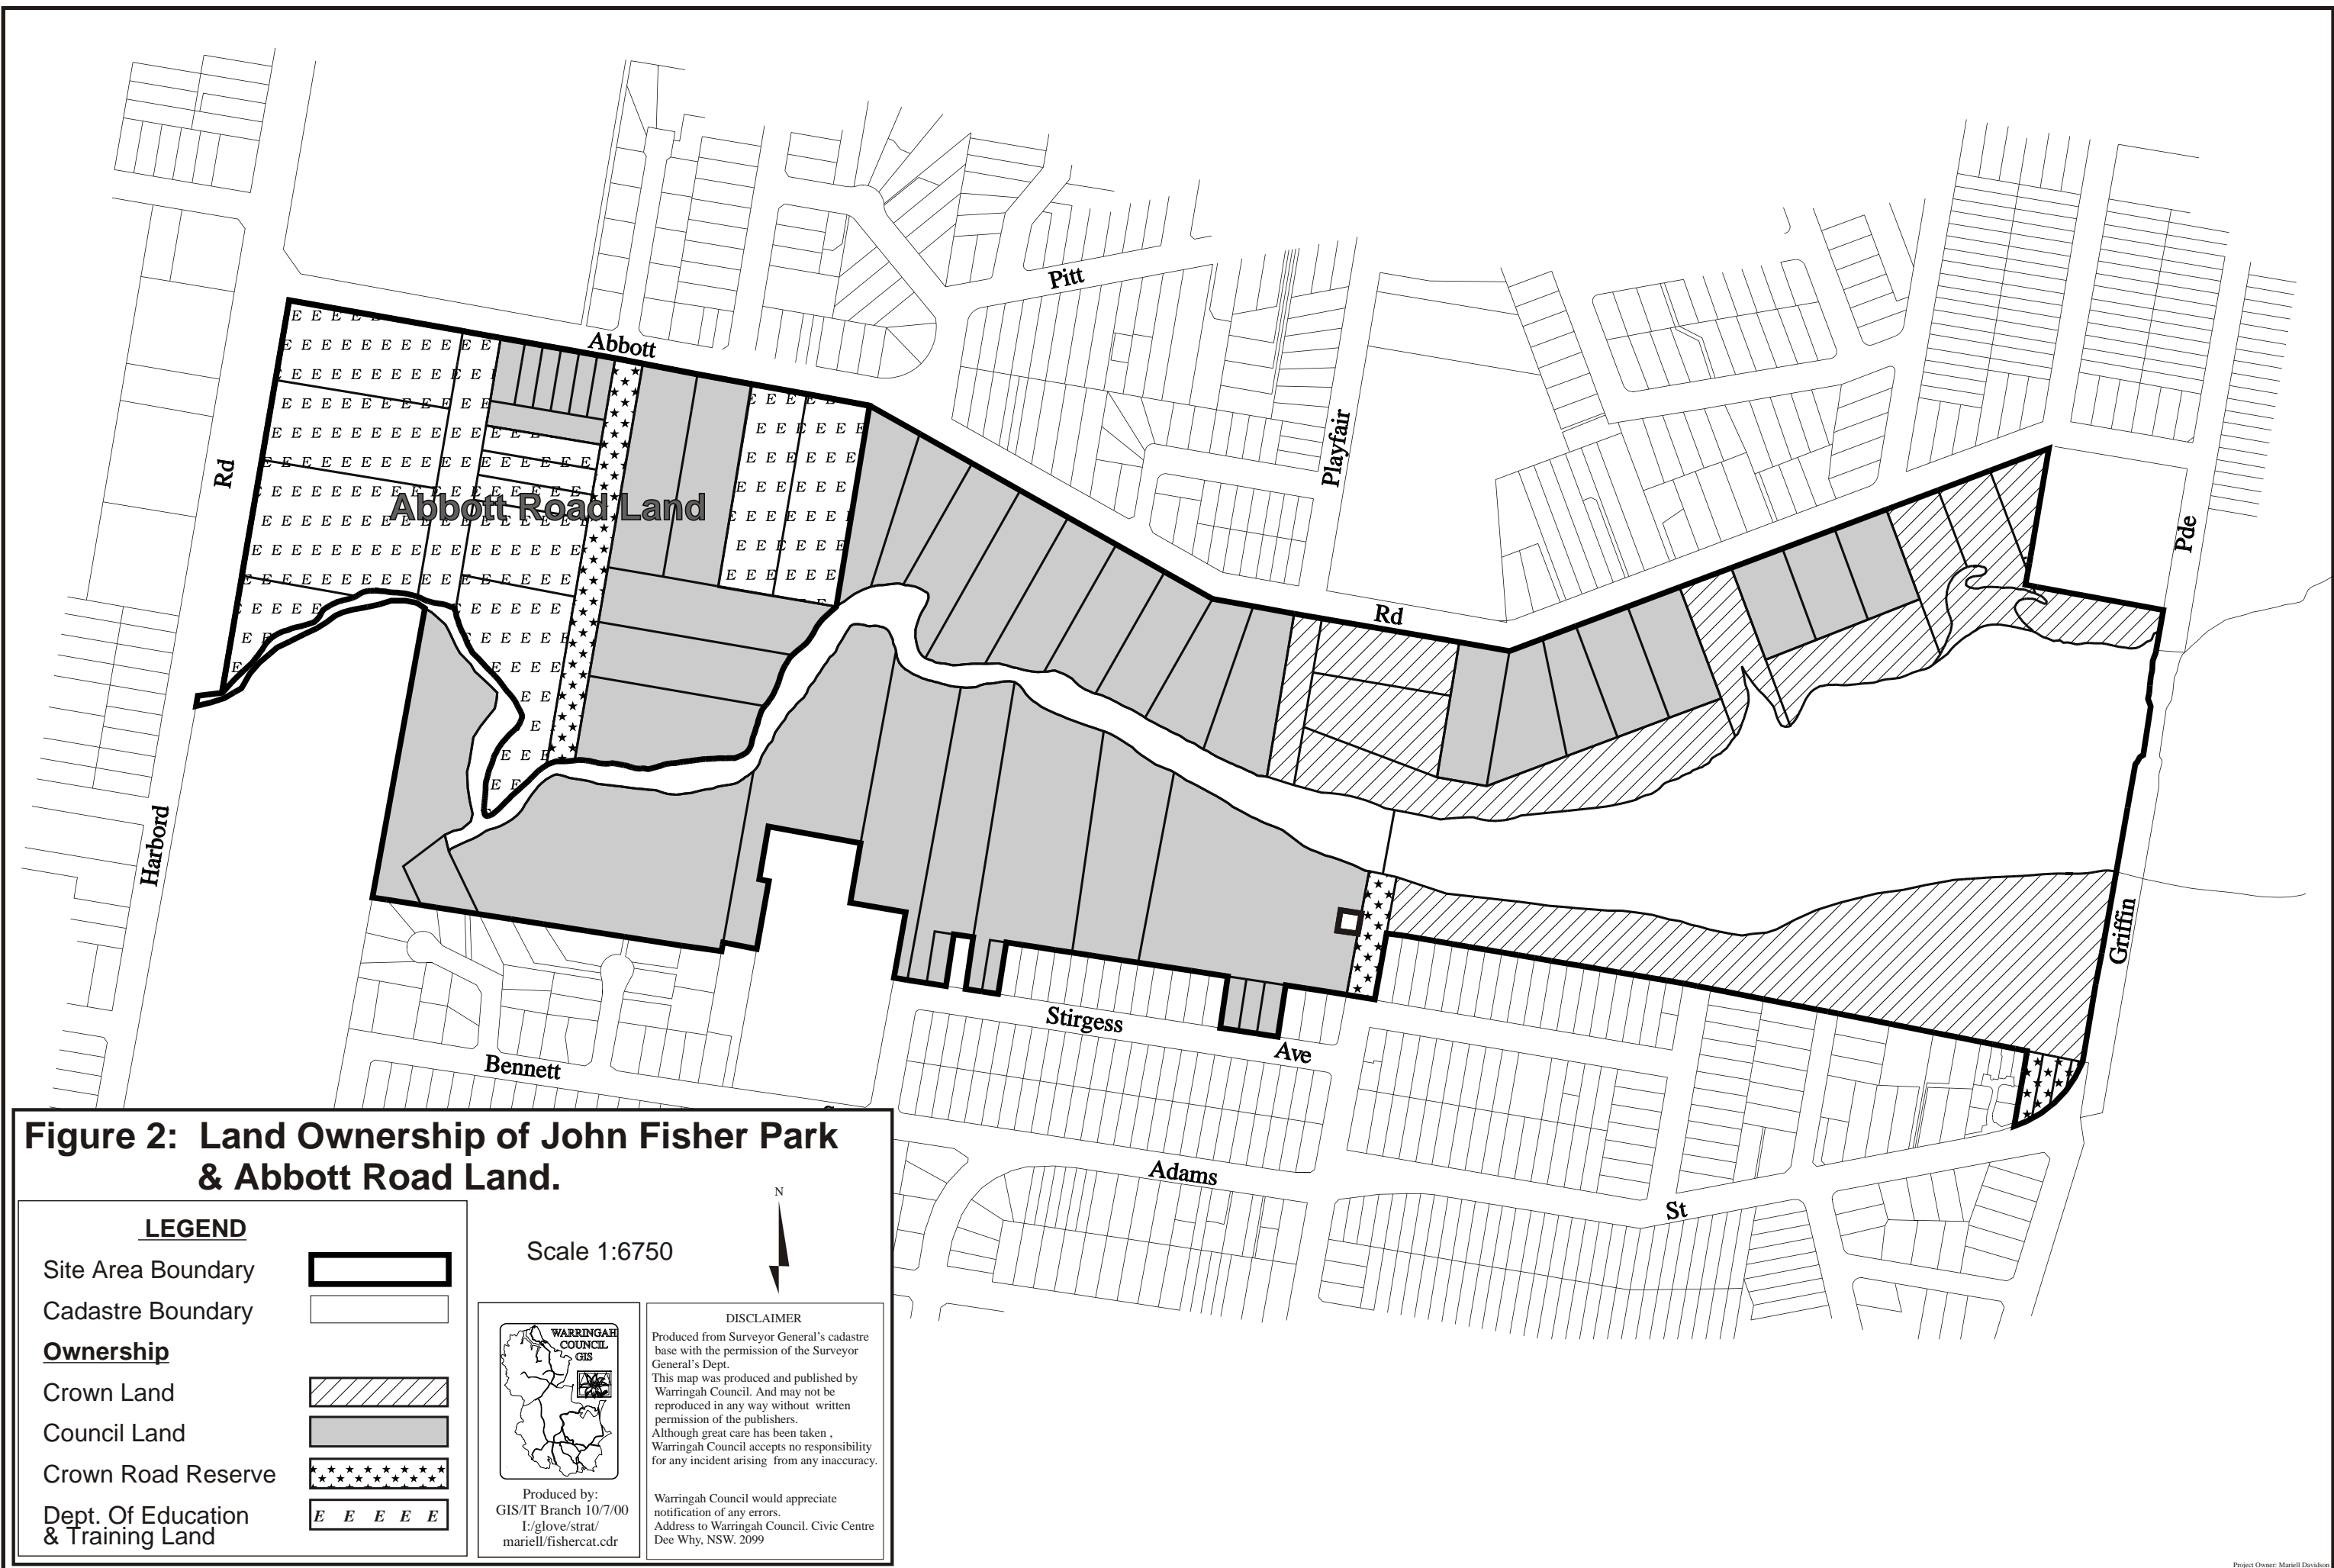 Pitt
Abbott
Playfair
Rd
Abbott Road Land
Pde
Rd
Harbord
Griffin
Stirgess
Ave
Bennett
Adams
St
Figure 2: Land Ownership of John Fisher Park
& Abbott Road Land.
LEGEND
Site Area Boundary
Cadastre Boundary
Ownership
Crown Land
Council Land
Crown Road Reserve
Dept. Of Education
& Training Land
E E E E E
Scale 1:6750
N
WARRINGAH
COUNCIL
GIS
Produced by:
GIS/IT Branch 10/7/00
I:/glove/strat/
mariell/fishercat.cdr
DISCLAIMER
Produced from Surveyor General's cadastre
base with the permission of the Surveyor
General's Dept.
This map was produced and published by
Warringah Council. And may not be
reproduced in any way without written
permission of the publishers.
Although great care has been taken ,
Warringah Council accepts no responsibility
for any incident arising from any inaccuracy.
Warringah Council would appreciate
notification of any errors.
Address to Warringah Council. Civic Centre
Dee Why, NSW. 2099
Project Owner: Mariell Davidson